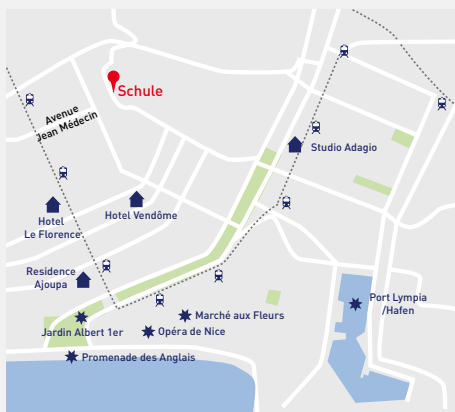 Schule
Avenue
Jean Médecin
Studio Adagio
Hotel
Le Florence
Hotel Vendôme
Residence
Ajoupa
Port Lympia
/Hafen
Marché aux Fleurs
Jardin Albert 1er
Opéra de Nice
Promenade des Anglais